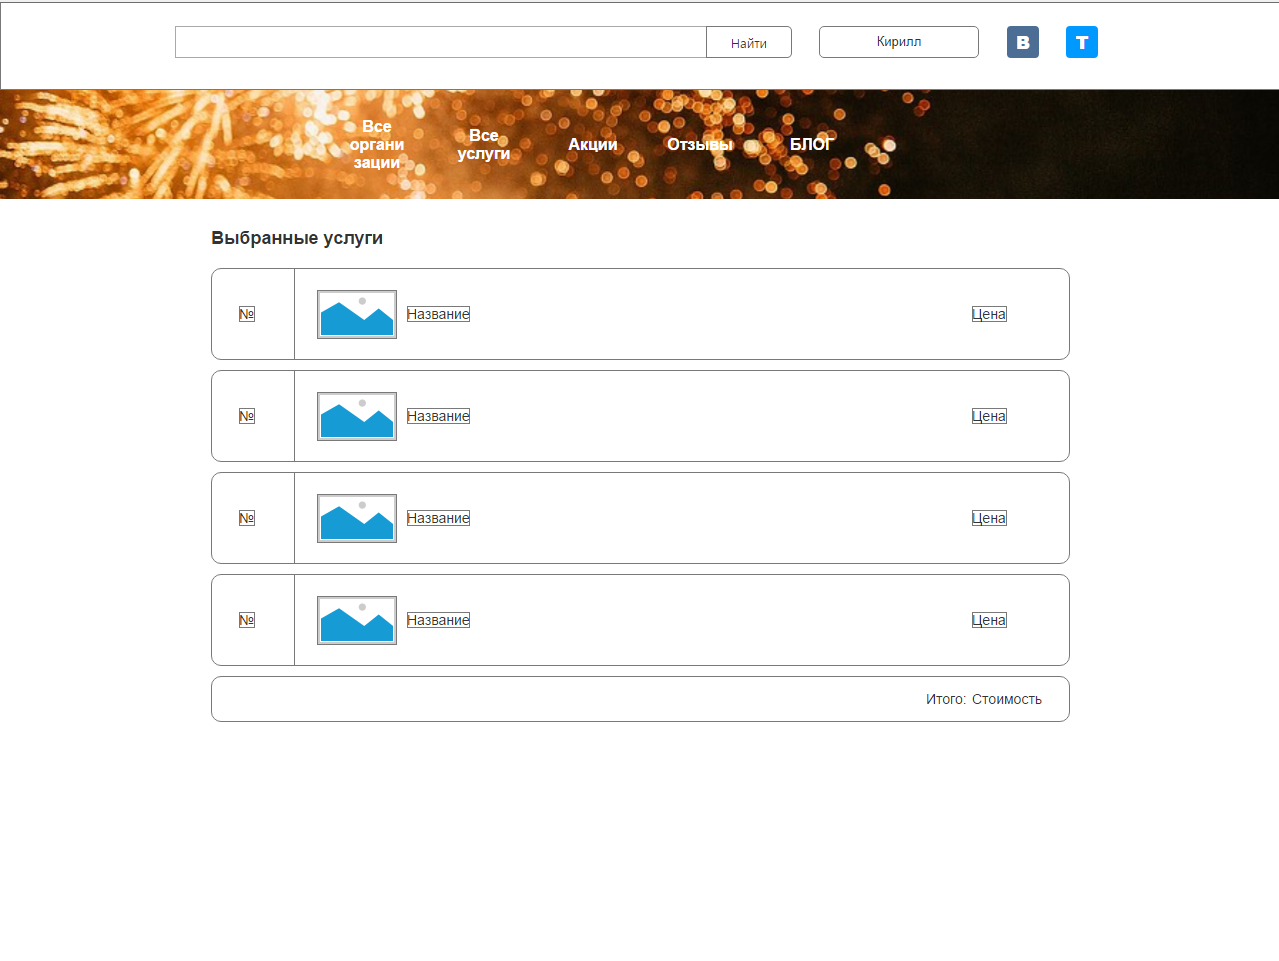 Найти
Кирилл
В
Т
Все
органи
зации
Все
услуги
Акции
Отзывы
БЛОГ
Выбранные услуги
№ Название Цена
№ Название Цена
№ Название Цена
№ Название Цена
Итого: Стоимость